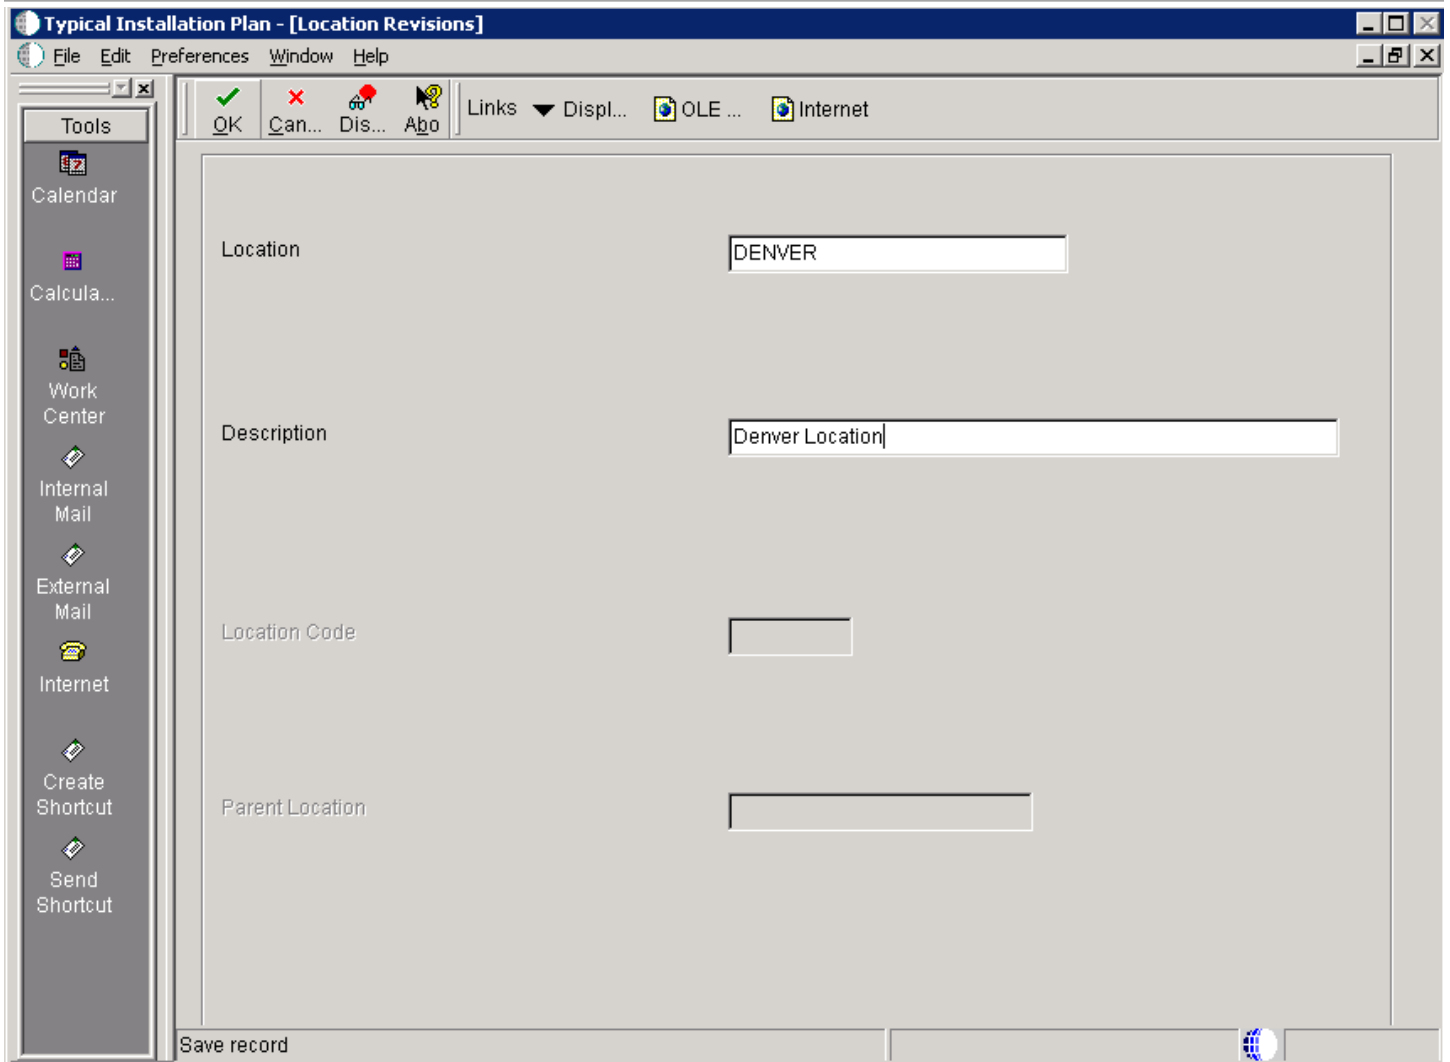 Typical Installation Plan - [Location Revisions]
File Edit Preferences Window Help
Tools
OK Can... Dis... Abo Links Displ... OLE ... Internet
Calendar
Calcula...
Work
Center
Internal
Mail
External
Mail
Internet
Create
Shortcut
Send
Shortcut
Location DENVER
Description Denver Location
Location Code
Parent Location
Save record